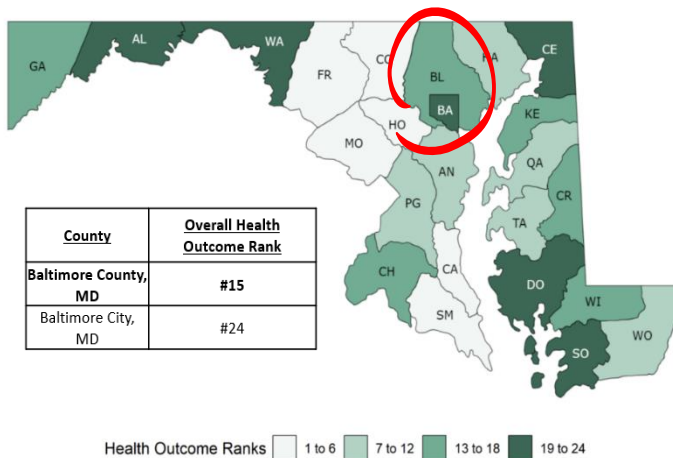 GA
AL
WA
FR
BL
BA
CE
KE
HO
MO
AN
QA
PG
CR
TA
CH
CA
DO
WI
SM
SO
WO
County
Overall Health
Outcome Rank
Baltimore County,
MD
#15
Baltimore City,
MD
#24
Health Outcome Ranks
1 to 6
7 to 12
13 to 18
19 to 24